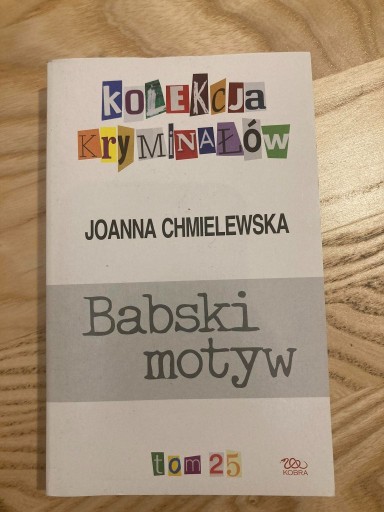 KOLEKCJA
KRYMINAŁÓW
JOANNA CHMIELEWSKA
Babski
motyw
tom 25
KOBRA